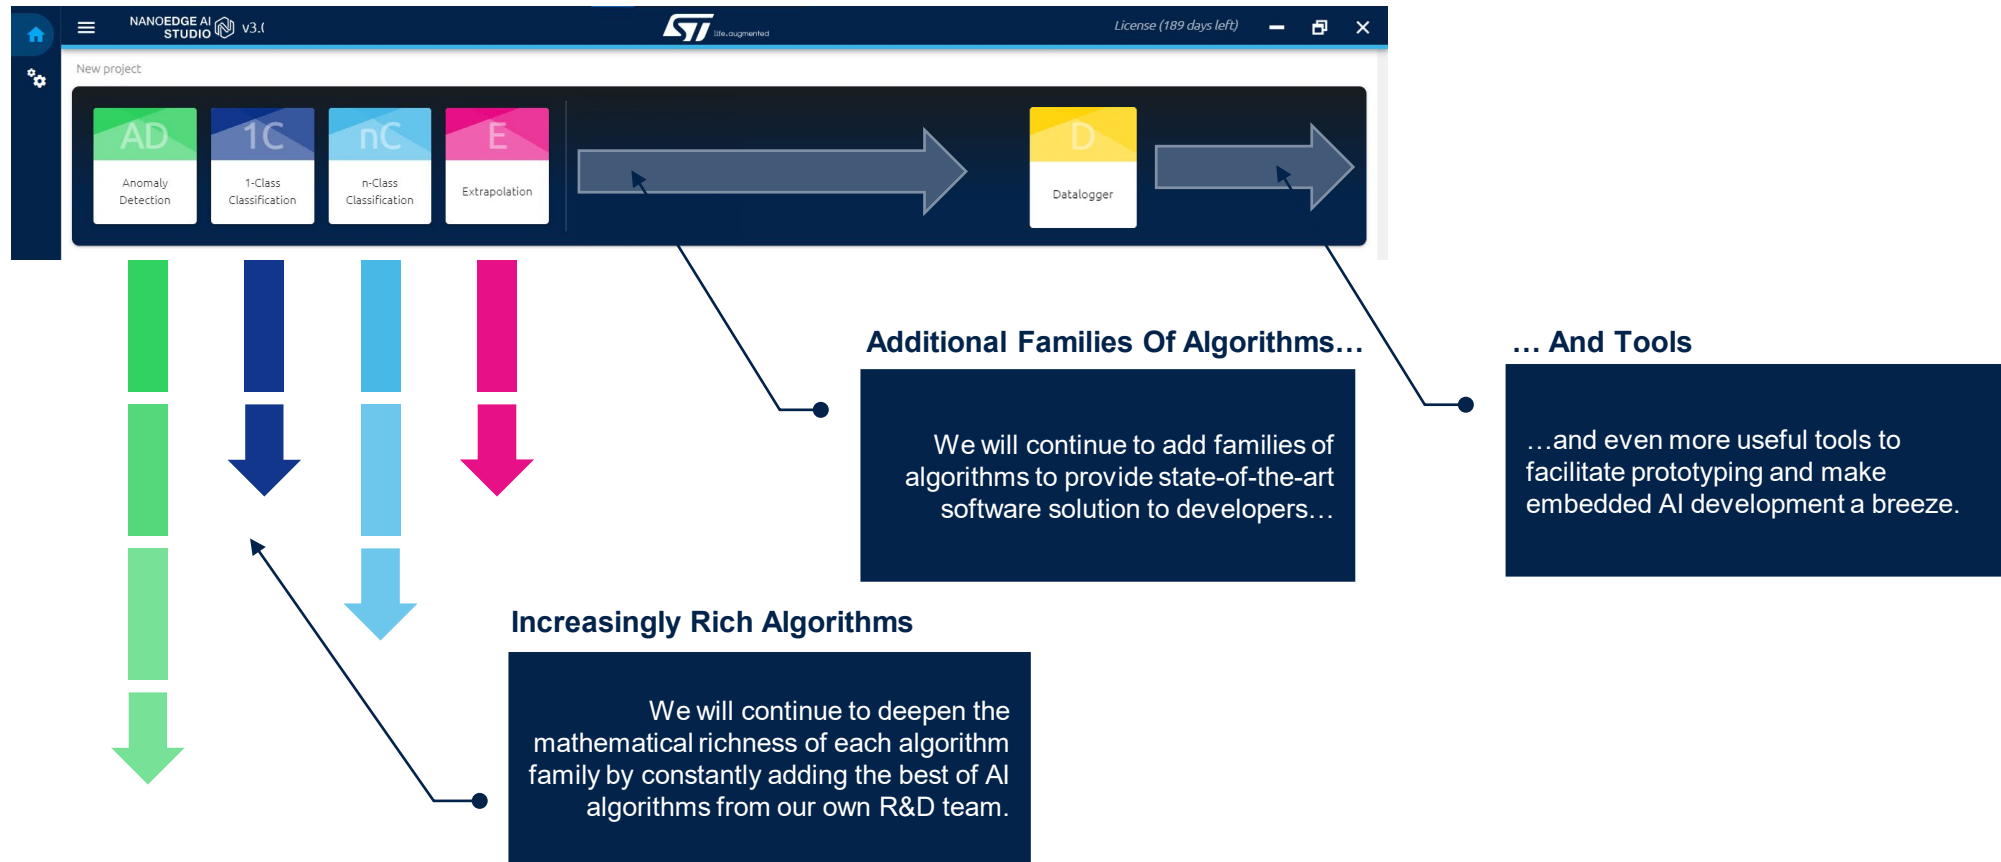 NANOEDGE AI
STUDIO
v3.(
life.augmented
License (189 days left)
New project
AD
Anomaly
Detection
1C
1-Class
Classification
nC
n-Class
Classification
E
Extrapolation
D
Datalogger
Additional Families Of Algorithms…
We will continue to add families of
algorithms to provide state-of-the-art
software solution to developers…
… And Tools
…and even more useful tools to
facilitate prototyping and make
embedded AI development a breeze.
Increasingly Rich Algorithms
We will continue to deepen the
mathematical richness of each algorithm
family by constantly adding the best of AI
algorithms from our own R&D team.